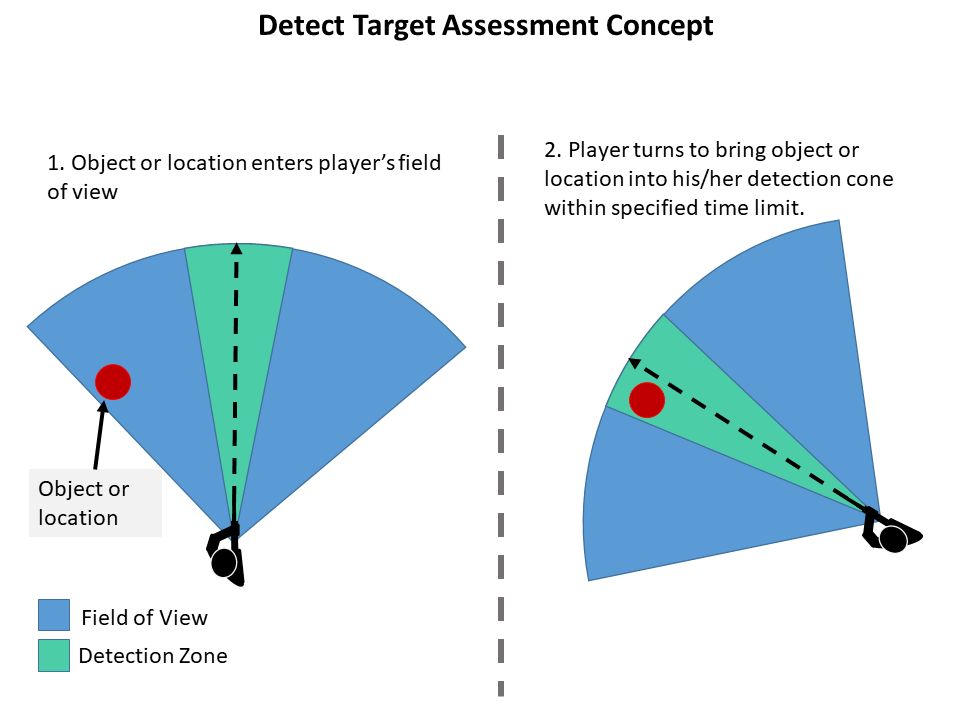 Detect Target Assessment Concept
1. Object or location enters player's field
of view
2. Player turns to bring object or
location into his/her detection cone
within specified time limit.
Object or
location
Field of View
Detection Zone